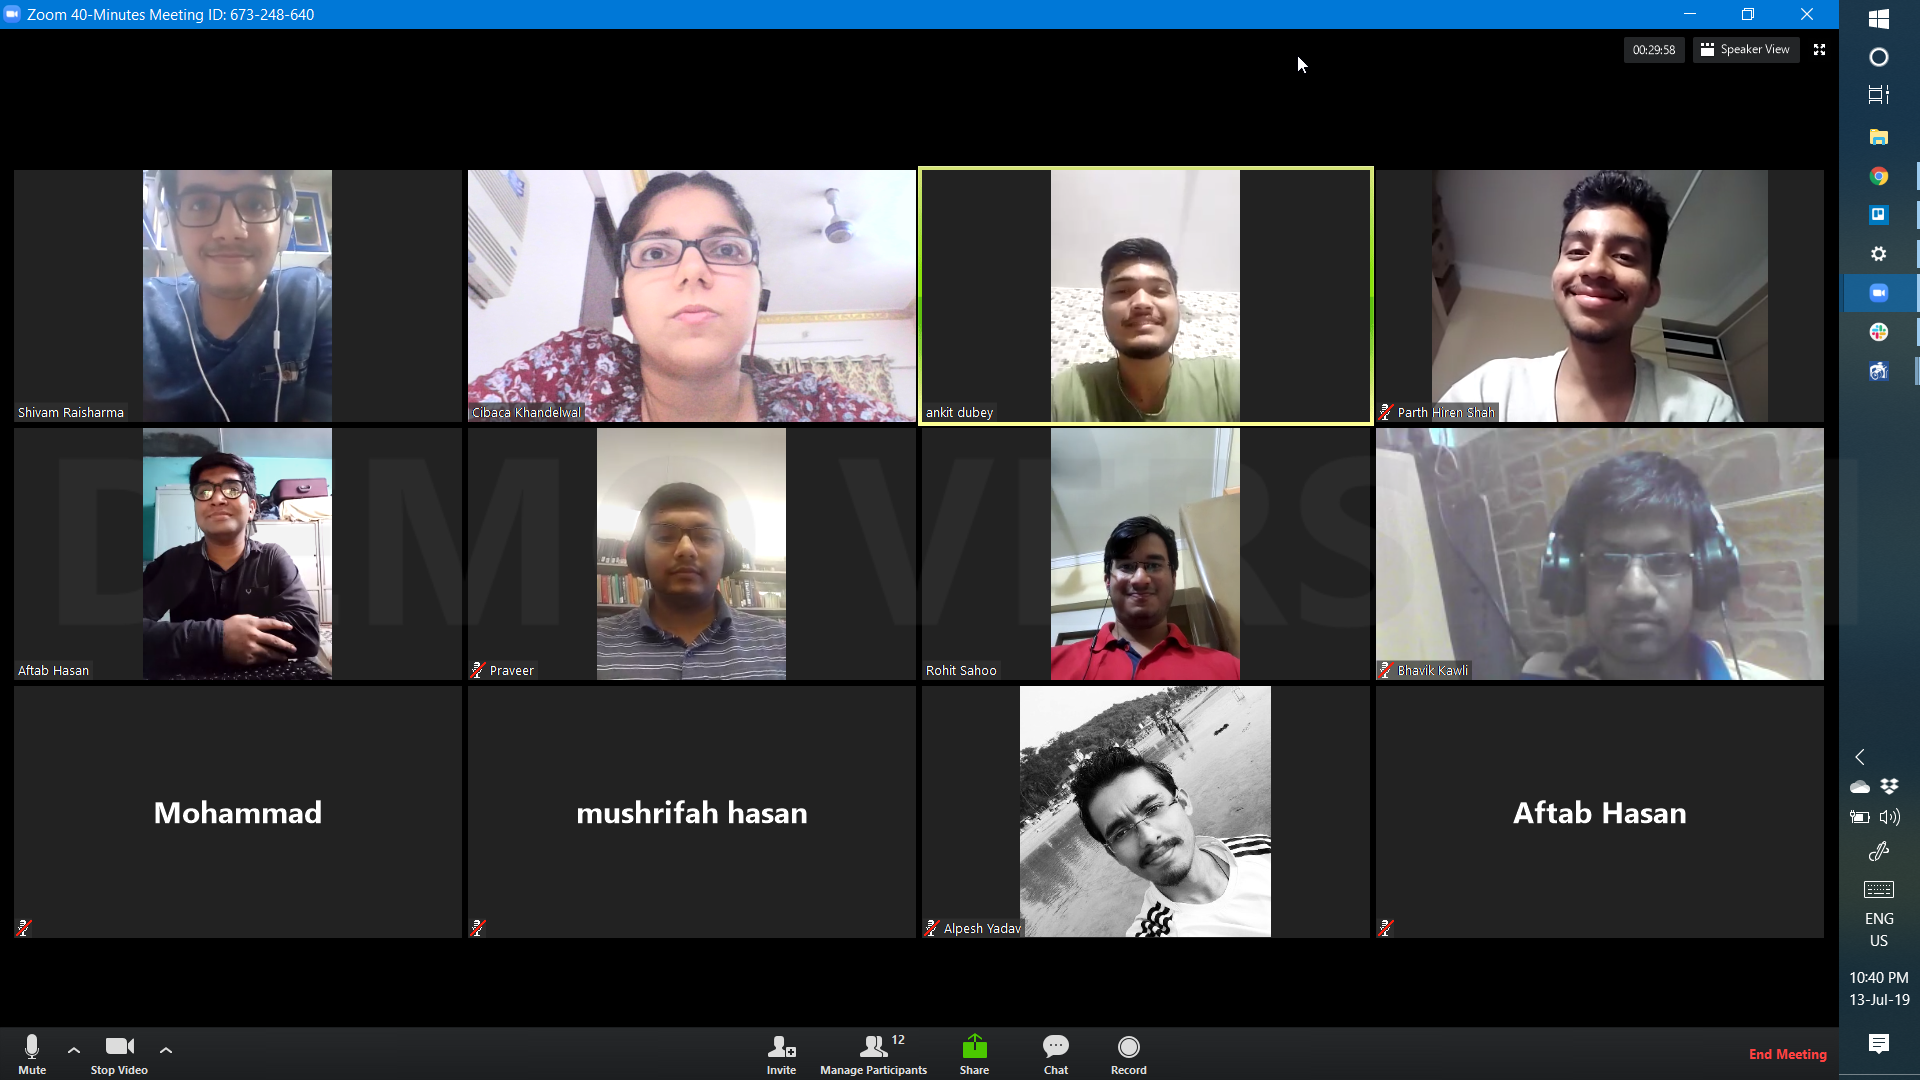 Zoom 40-Minutes Meeting ID: 673-248-640
00:29:58
Speaker View
Shivam Raisharma
Cibaca Khandelwal
ankit dubey
Parth Hiren Shah
DEMO VERSI
Aftab Hasan
Praveer
Rohit Sahoo
Bhavik Kawli
Mohammad
mushrifah hasan
Alpesh Yadav
Aftab Hasan
ENG
US
10:40 PM
13-Jul-19
Mute
Stop Video
Invite
12
Manage Participants
Share
Chat
Record
End Meeting